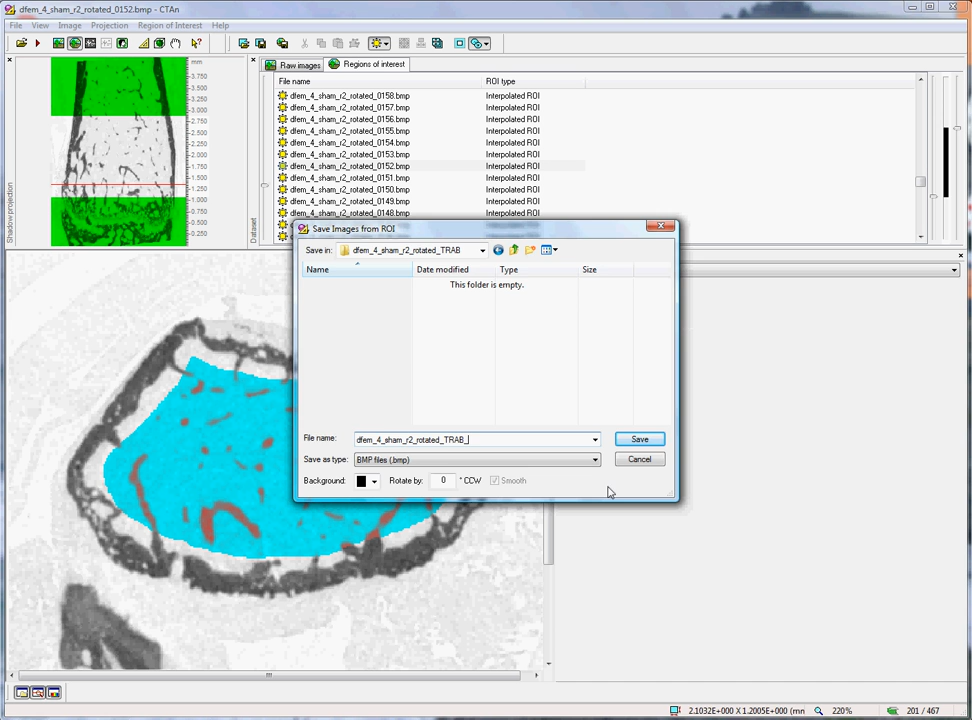 dfem_4_sham_r2_rotated_0152.bmp - CTAn
File View Image Projection Region of Interest Help
mm
3.750
3.500
3.250
3.000
2.750
2.500
2.250
2.000
1.750
1.500
1.250
1.000
0.750
0.500
0.250
Shadow projection
Dataset
Raw images Regions of interest
File name ROI type
dfem_4_sham_r2_rotated_0158.bmp Interpolated ROI
dfem_4_sham_r2_rotated_0157.bmp Interpolated ROI
dfem_4_sham_r2_rotated_0156.bmp Interpolated ROI
dfem_4_sham_r2_rotated_0155.bmp Interpolated ROI
dfem_4_sham_r2_rotated_0154.bmp Interpolated ROI
dfem_4_sham_r2_rotated_0153.bmp Interpolated ROI
dfem_4_sham_r2_rotated_0152.bmp Interpolated ROI
dfem_4_sham_r2_rotated_0151.bmp Interpolated ROI
dfem_4_sham_r2_rotated_0150.bmp Interpolated ROI
dfem_4_sham_r2_rotated_0149.bmp Interpolated ROI
dfem_4_sham_r2_rotated_0148.bmp Interpolated ROI
Save Images from ROI
Save in: dfem_4_sham_r2_rotated_TRAB
Name Date modified Type Size
This folder is empty.
File name: dfem_4_sham_r2_rotated_TRAB_ Save
Save as type: BMP files (.bmp) Cancel
Background: Rotate by: 0 ° CCW Smooth
2.1032E+000 X 1.2005E+000 (mm 220% 201 / 467